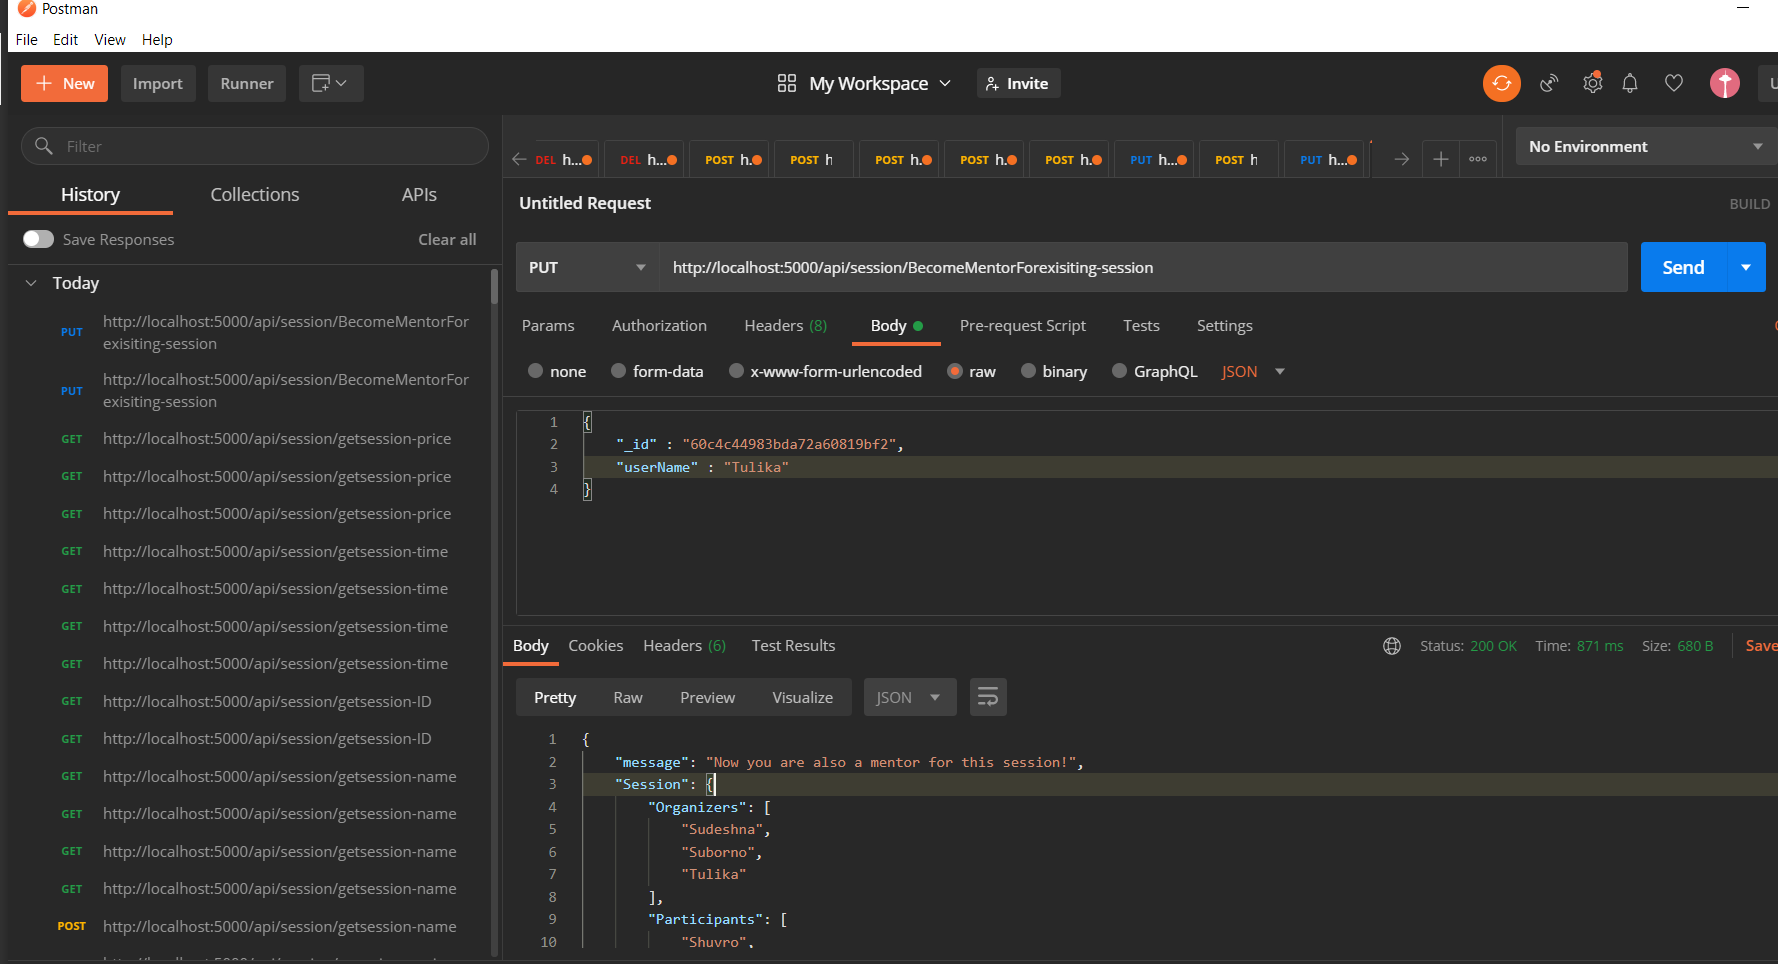 Postman
File Edit View Help
New Import Runner My Workspace Invite
Filter
History Collections APIs
Save Responses Clear all
Today
PUT http://localhost:5000/api/session/BecomeMentorFor
exisiting-session
PUT http://localhost:5000/api/session/BecomeMentorFor
exisiting-session
GET http://localhost:5000/api/session/getsession-price
GET http://localhost:5000/api/session/getsession-price
GET http://localhost:5000/api/session/getsession-price
GET http://localhost:5000/api/session/getsession-time
GET http://localhost:5000/api/session/getsession-time
GET http://localhost:5000/api/session/getsession-time
GET http://localhost:5000/api/session/getsession-time
GET http://localhost:5000/api/session/getsession-ID
GET http://localhost:5000/api/session/getsession-ID
GET http://localhost:5000/api/session/getsession-name
GET http://localhost:5000/api/session/getsession-name
GET http://localhost:5000/api/session/getsession-name
GET http://localhost:5000/api/session/getsession-name
POST http://localhost:5000/api/session/getsession-name
DEL h... DEL h... POST h. POST h POST h. POST h. POST h. PUT h... POST h PUT h...
No Environment
Untitled Request BUILD
PUT http://localhost:5000/api/session/BecomeMentorForexisiting-session Send
Params Authorization Headers (8) Body Pre-request Script Tests Settings
none form-data x-www-form-urlencoded raw binary GraphQL JSON
1 {
2 "_id" : "60c4c44983bda72a60819bf2",
3 "userName" : "Tulika"
4 }
Body Cookies Headers (6) Test Results Status: 200 OK Time: 871 ms Size: 680 B Save
Pretty Raw Preview Visualize JSON
1 {
2 "message": "Now you are also a mentor for this session!",
3 "Session": {
4 "Organizers": [
5 "Sudeshna",
6 "Suborno",
7 "Tulika"
8 ],
9 "Participants": [
10 "Shuvro",